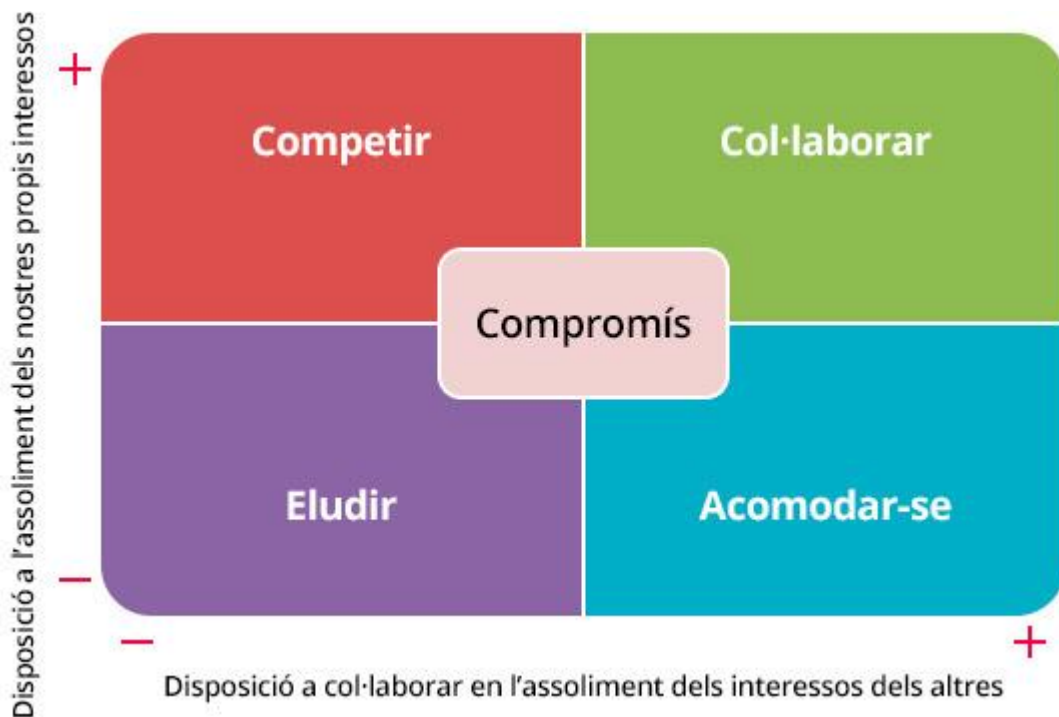 Disposició a l'assoliment dels nostres propis interessos
+
Competir
Col·laborar
Compromís
Eludir
Acomodar-se
−
− +
Disposició a col·laborar en l'assoliment dels interessos dels altres